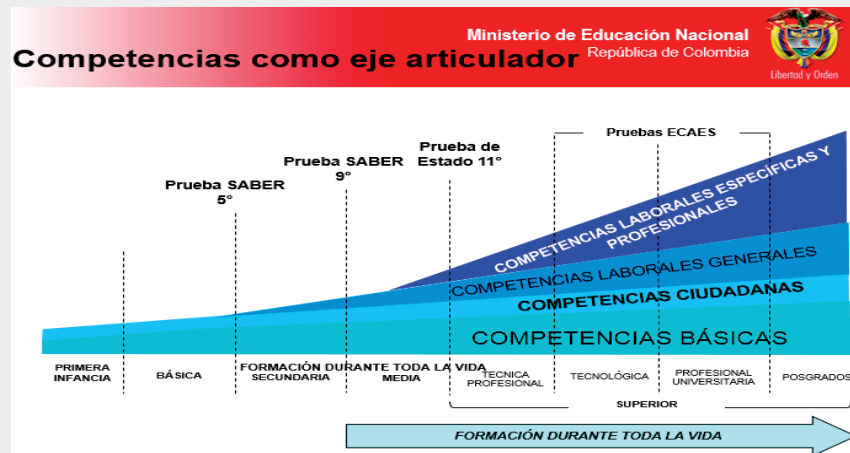 Ministerio de Educación Nacional
República de Colombia
Competencias como eje articulador
Libertad y Orden
Pruebas ECAES
Prueba de
Estado 11°
Prueba SABER
9°
Prueba SABER
5°
COMPETENCIAS LABORALES ESPECÍFICAS Y
PROFESIONALES
COMPETENCIAS LABORALES GENERALES
COMPETENCIAS CIUDADANAS
COMPETENCIAS BÁSICAS
PRIMERA
INFANCIA
BÁSICA
FORMACIÓN DURANTE TODA LA VIDA
SECUNDARIA
MEDIA
TECNICA
PROFESIONAL
TECNOLÓGICA
PROFESIONAL
UNIVERSITARIA
POSGRADOS
SUPERIOR
FORMACIÓN DURANTE TODA LA VIDA